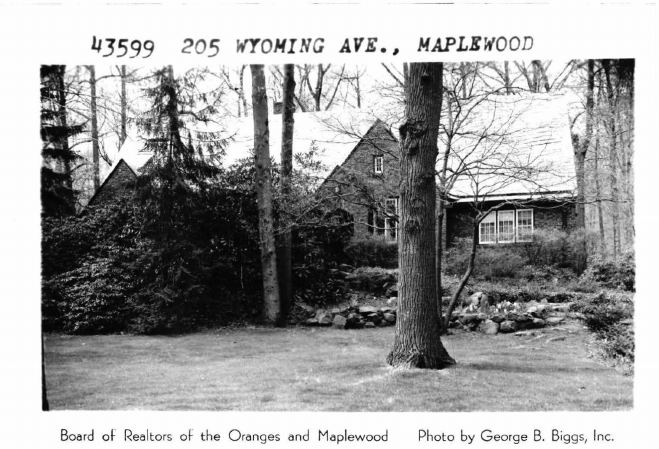 43599 205 WYOMING AVE., MAPLEWOOD
Board of Realtors of the Oranges and Maplewood Photo by George B. Biggs, Inc.